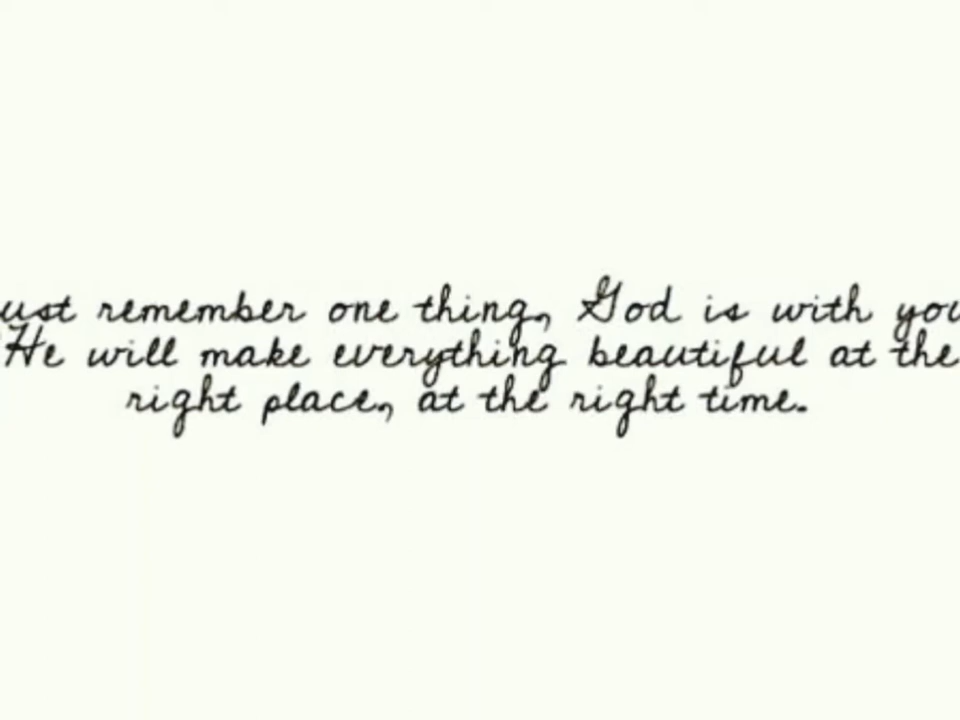 ust remember one thing, God is with you
He will make everything beautiful at the
right place, at the right time.